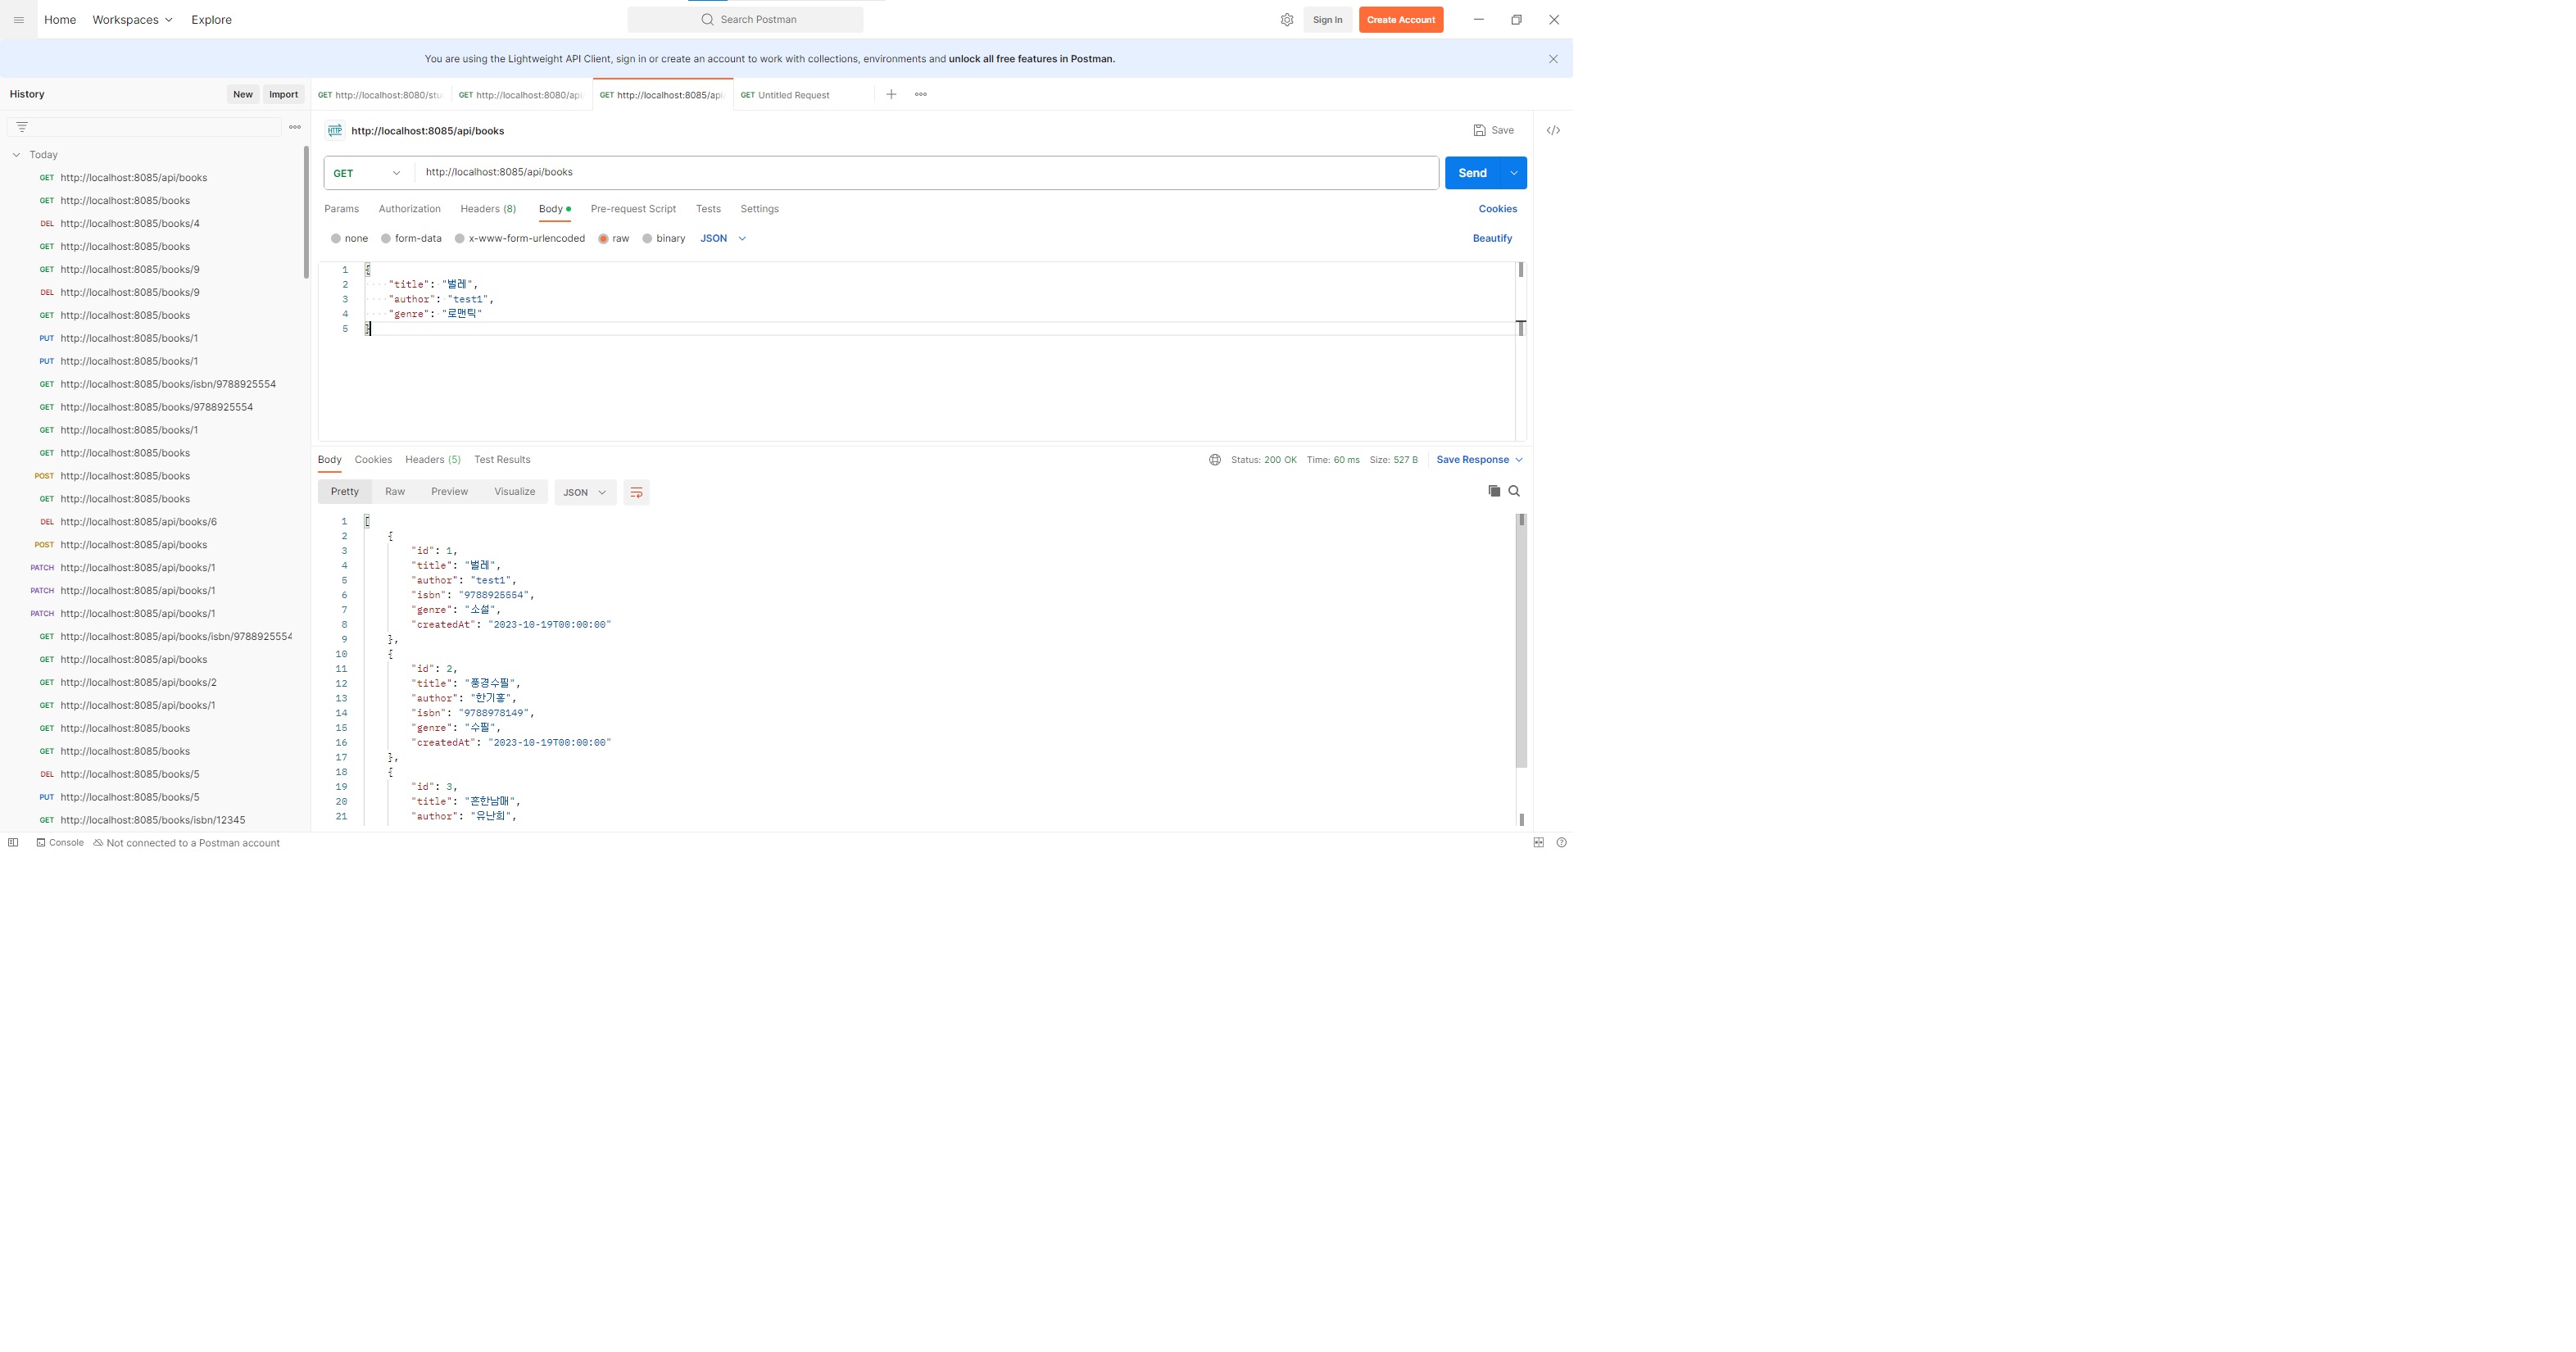 Home Workspaces Explore Search Postman Sign In Create Account
You are using the Lightweight API Client, sign in or create an account to work with collections, environments and unlock all free features in Postman.
History New Import
GET http://localhost:8080/stu GET http://localhost:8080/api GET http://localhost:8085/api GET Untitled Request
HTTP http://localhost:8085/api/books Save
Today
GET http://localhost:8085/api/books
GET http://localhost:8085/books
DEL http://localhost:8085/books/4
GET http://localhost:8085/books
GET http://localhost:8085/books/9
DEL http://localhost:8085/books/9
GET http://localhost:8085/books
PUT http://localhost:8085/books/1
PUT http://localhost:8085/books/1
GET http://localhost:8085/books/isbn/9788925554
GET http://localhost:8085/books/9788925554
GET http://localhost:8085/books/1
GET http://localhost:8085/books
POST http://localhost:8085/books
GET http://localhost:8085/books
DEL http://localhost:8085/api/books/6
POST http://localhost:8085/api/books
PATCH http://localhost:8085/api/books/1
PATCH http://localhost:8085/api/books/1
PATCH http://localhost:8085/api/books/1
GET http://localhost:8085/api/books/isbn/9788925554
GET http://localhost:8085/api/books
GET http://localhost:8085/api/books/2
GET http://localhost:8085/api/books/1
GET http://localhost:8085/books
GET http://localhost:8085/books
DEL http://localhost:8085/books/5
PUT http://localhost:8085/books/5
GET http://localhost:8085/books/isbn/12345
GET http://localhost:8085/api/books Send
Params Authorization Headers (8) Body Pre-request Script Tests Settings Cookies
none form-data x-www-form-urlencoded raw binary JSON Beautify
1 {
2 "title": "벌레",
3 "author": "test1",
4 "genre": "로맨틱"
5 }
Body Cookies Headers (5) Test Results Status: 200 OK Time: 60 ms Size: 527 B Save Response
Pretty Raw Preview Visualize JSON
1 [
2 {
3 "id": 1,
4 "title": "벌레",
5 "author": "test1",
6 "isbn": "9788925554",
7 "genre": "소설",
8 "createdAt": "2023-10-19T00:00:00"
9 },
10 {
11 "id": 2,
12 "title": "풍경수필",
13 "author": "한기홍",
14 "isbn": "9788978149",
15 "genre": "수필",
16 "createdAt": "2023-10-19T00:00:00"
17 },
18 {
19 "id": 3,
20 "title": "흔한남매",
21 "author": "유난희",
Console Not connected to a Postman account